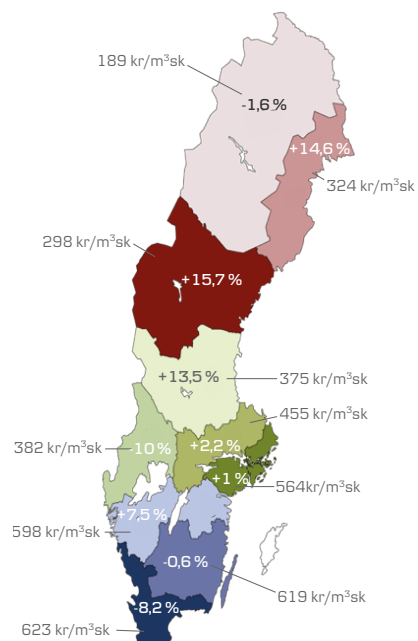 189 kr/m³sk
-1,6 %
+14,6 %
324 kr/m³sk
298 kr/m³sk
+15,7 %
+13,5 %
375 kr/m³sk
455 kr/m³sk
382 kr/m³sk
-10 %
+2,2 %
+1 %
564kr/m³sk
+7,5 %
598 kr/m³sk
-0,6 %
619 kr/m³sk
-8,2 %
623 kr/m³sk